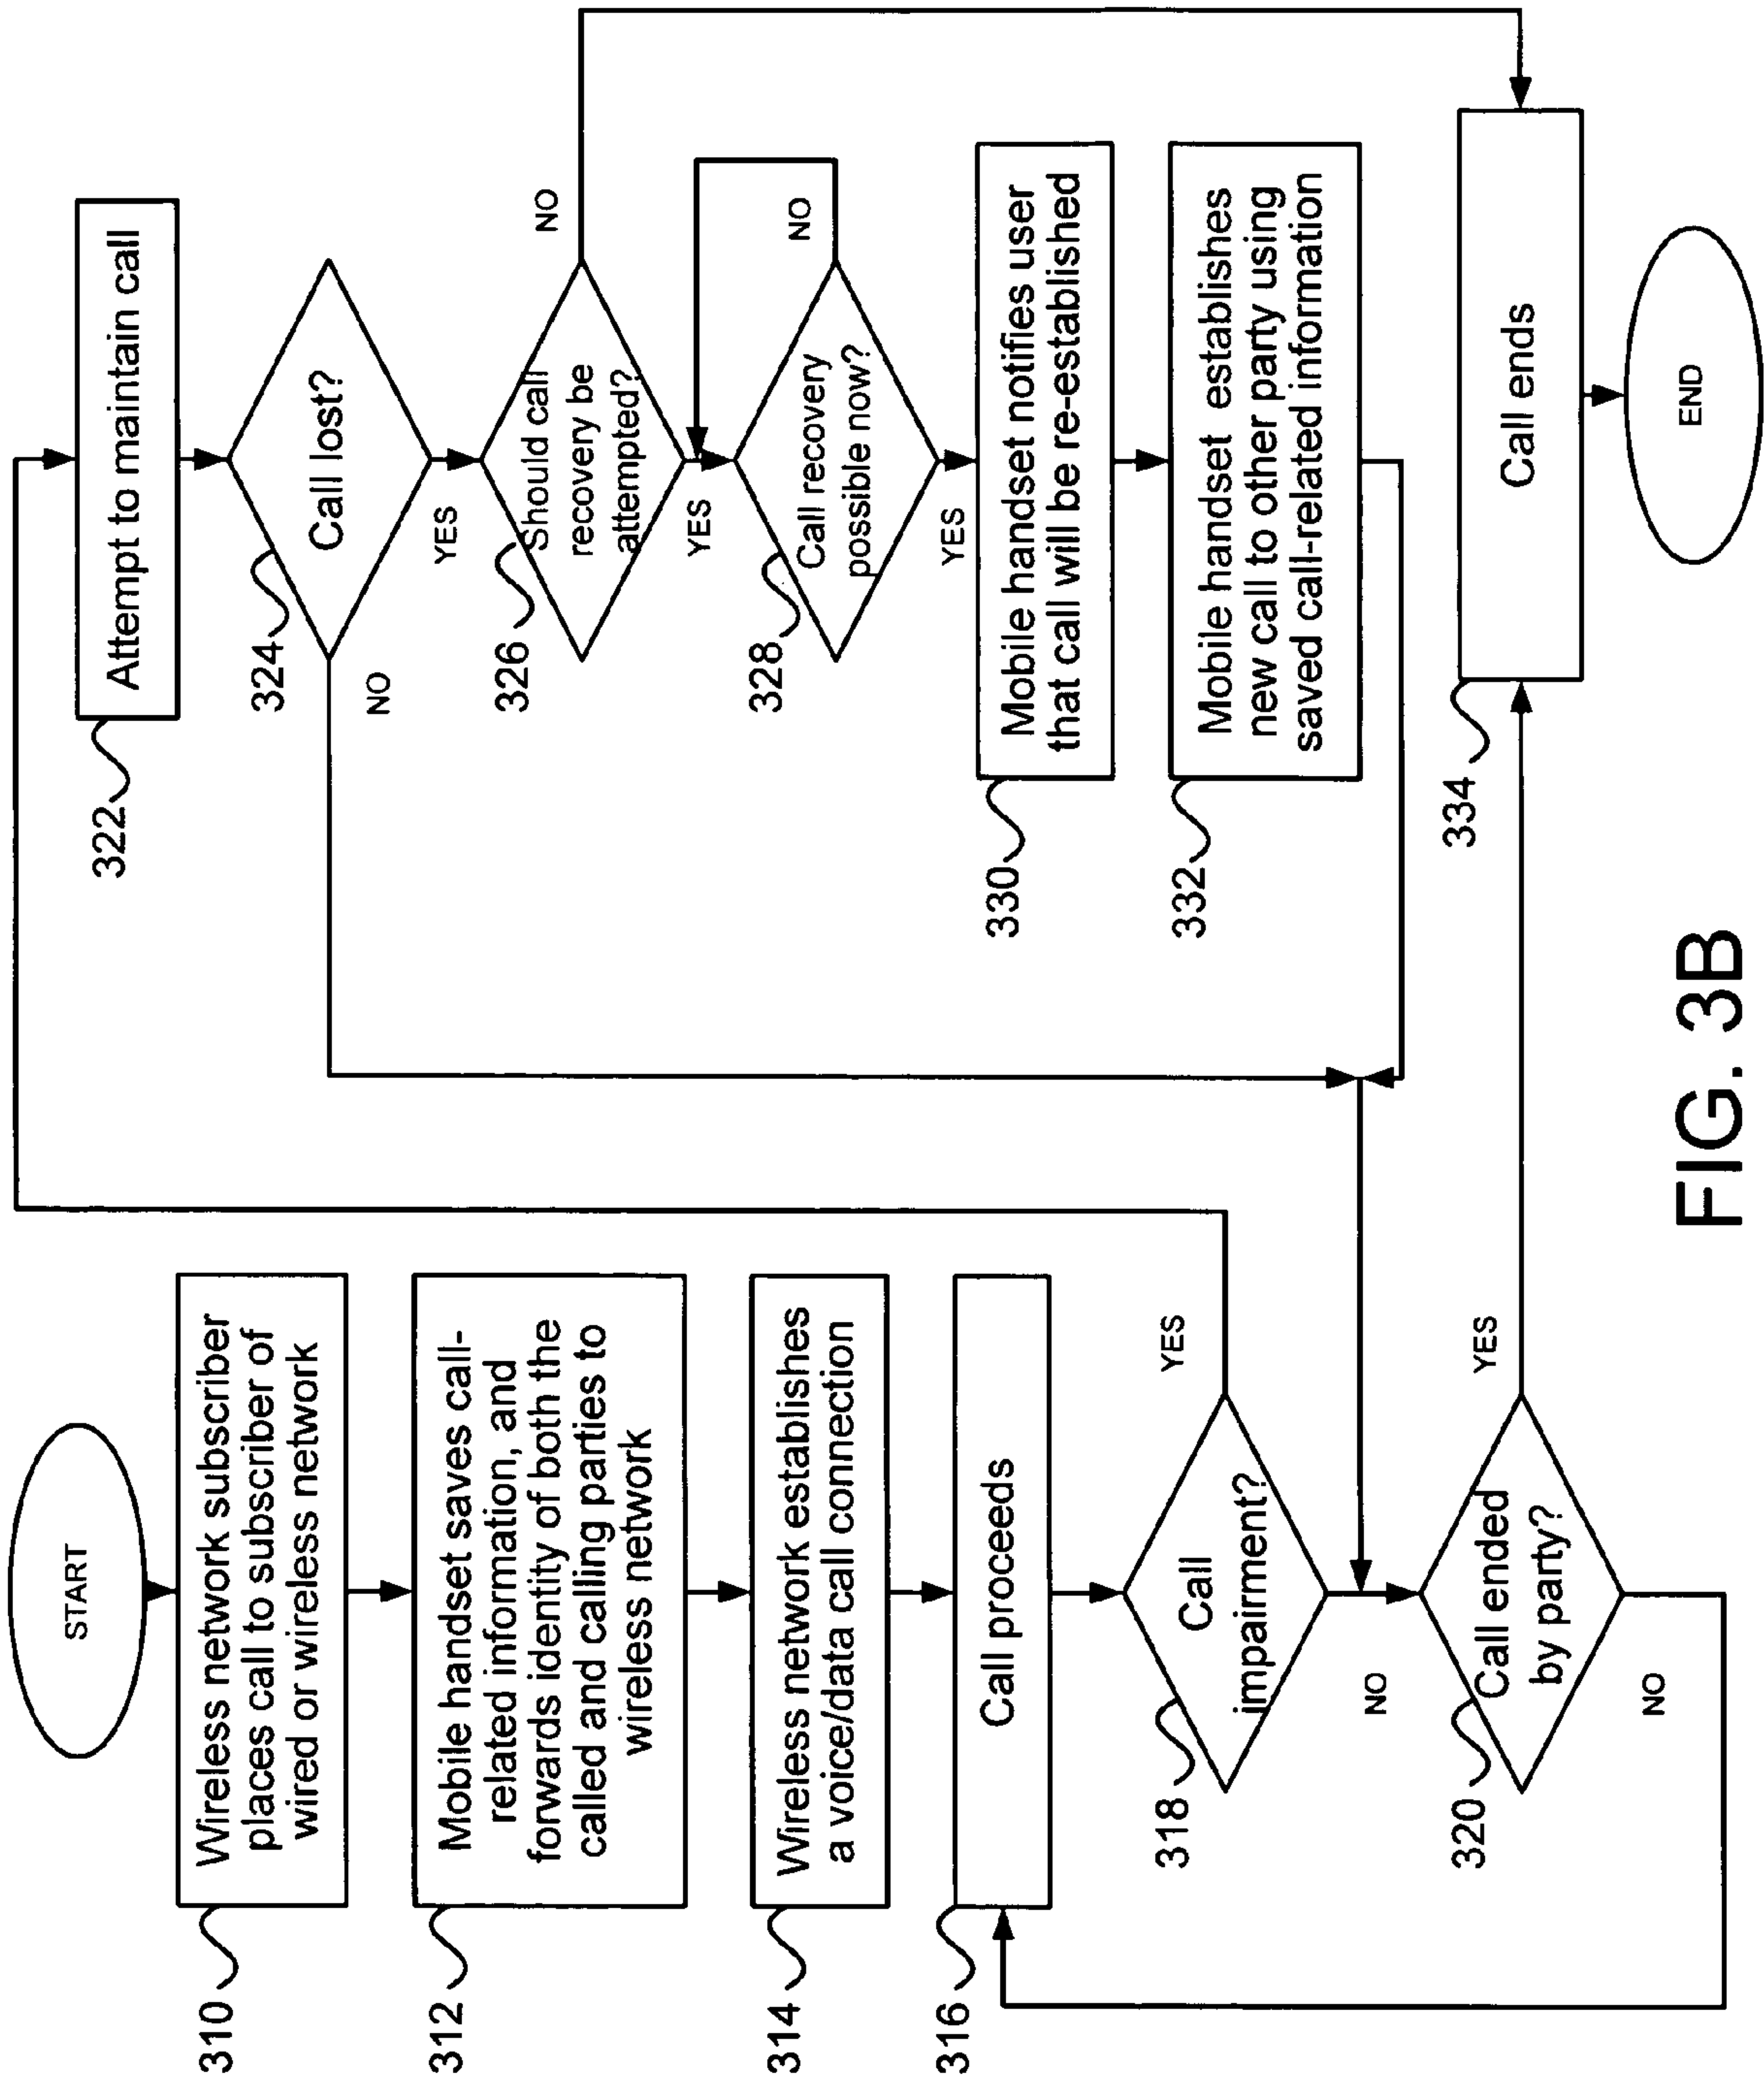 START
310
Wireless network subscriber
places call to subscriber of
wired or wireless network
312
Mobile handset saves call-
related information, and
forwards identity of both the
called and calling parties to
wireless network
314
Wireless network establishes
a voice/data call connection
316
Call proceeds
318
Call
impairment?
YES
NO
320
Call ended
by party?
YES
NO
322
Attempt to maintain call
324
Call lost?
NO
YES
326
Should call
recovery be
attempted?
NO
YES
328
Call recovery
possible now?
NO
YES
330
Mobile handset notifies user
that call will be re-established
332
Mobile handset establishes
new call to other party using
saved call-related information
334
Call ends
END
FIG. 3B